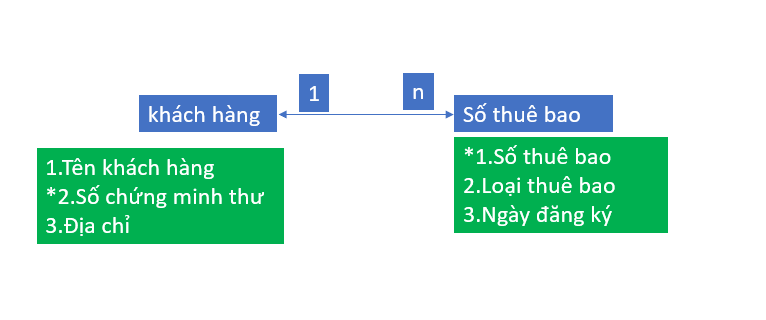 1
n
khách hàng
Số thuê bao
1.Tên khách hàng
*2.Số chứng minh thư
3.Địa chỉ
*1.Số thuê bao
2.Loại thuê bao
3.Ngày đăng ký